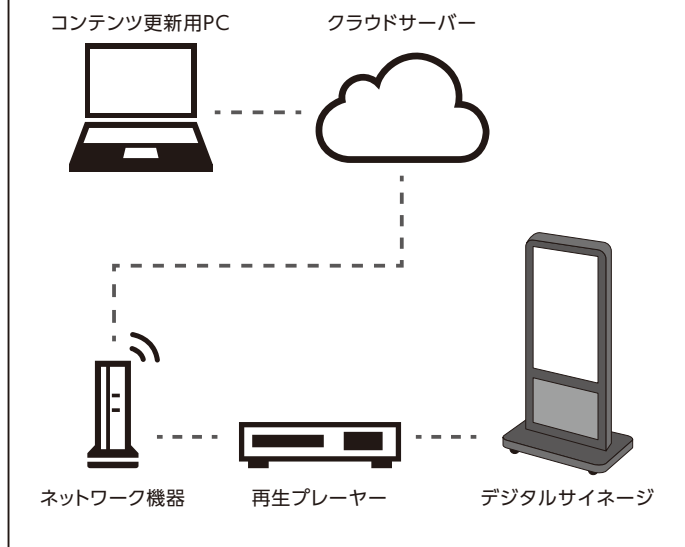 コンテンツ更新用PC
クラウドサーバー
ネットワーク機器
再生プレーヤー
デジタルサイネージ